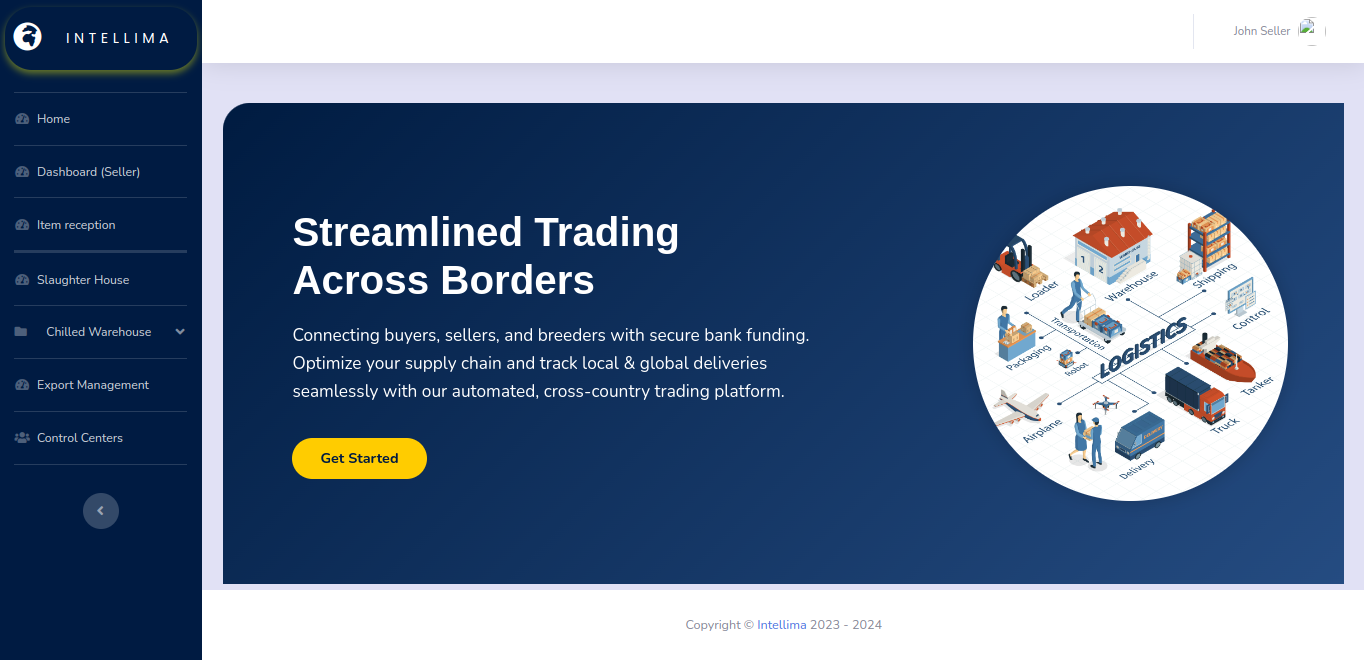 INTELLIMA
John Seller
Home
Dashboard (Seller)
Item reception
Slaughter House
Chilled Warehouse
Export Management
Control Centers
Streamlined Trading
Across Borders
Connecting buyers, sellers, and breeders with secure bank funding.
Optimize your supply chain and track local & global deliveries
seamlessly with our automated, cross-country trading platform.
Get Started
Loader
Warehouse
1
2
Shipping
Control
Transportation
Packaging
Robot
LOGISTICS
Tanker
Airplane
Truck
Delivery
Copyright © Intellima 2023 - 2024